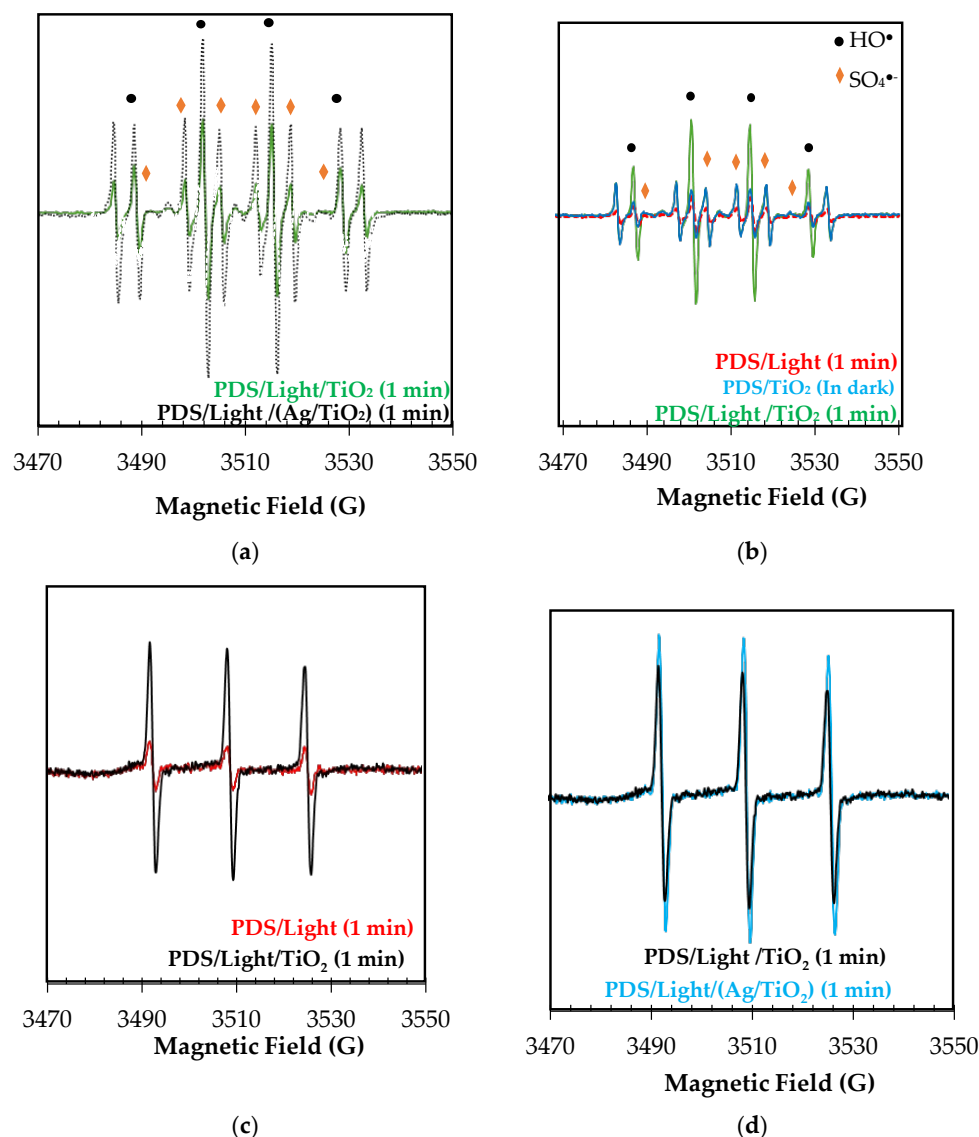 ● HO•
♦ SO₄•-
PDS/Light/TiO₂ (1 min)
PDS/Light /(Ag/TiO₂) (1 min)
3470 3490 3510 3530 3550
Magnetic Field (G)
(a)
PDS/Light (1 min)
PDS/TiO₂ (In dark)
PDS/Light /TiO₂ (1 min)
3470 3490 3510 3530 3550
Magnetic Field (G)
(b)
PDS/Light (1 min)
PDS/Light/TiO₂ (1 min)
3470 3490 3510 3530 3550
Magnetic Field (G)
(c)
PDS/Light /TiO₂ (1 min)
PDS/Light/(Ag/TiO₂) (1 min)
3470 3490 3510 3530 3550
Magnetic Field (G)
(d)